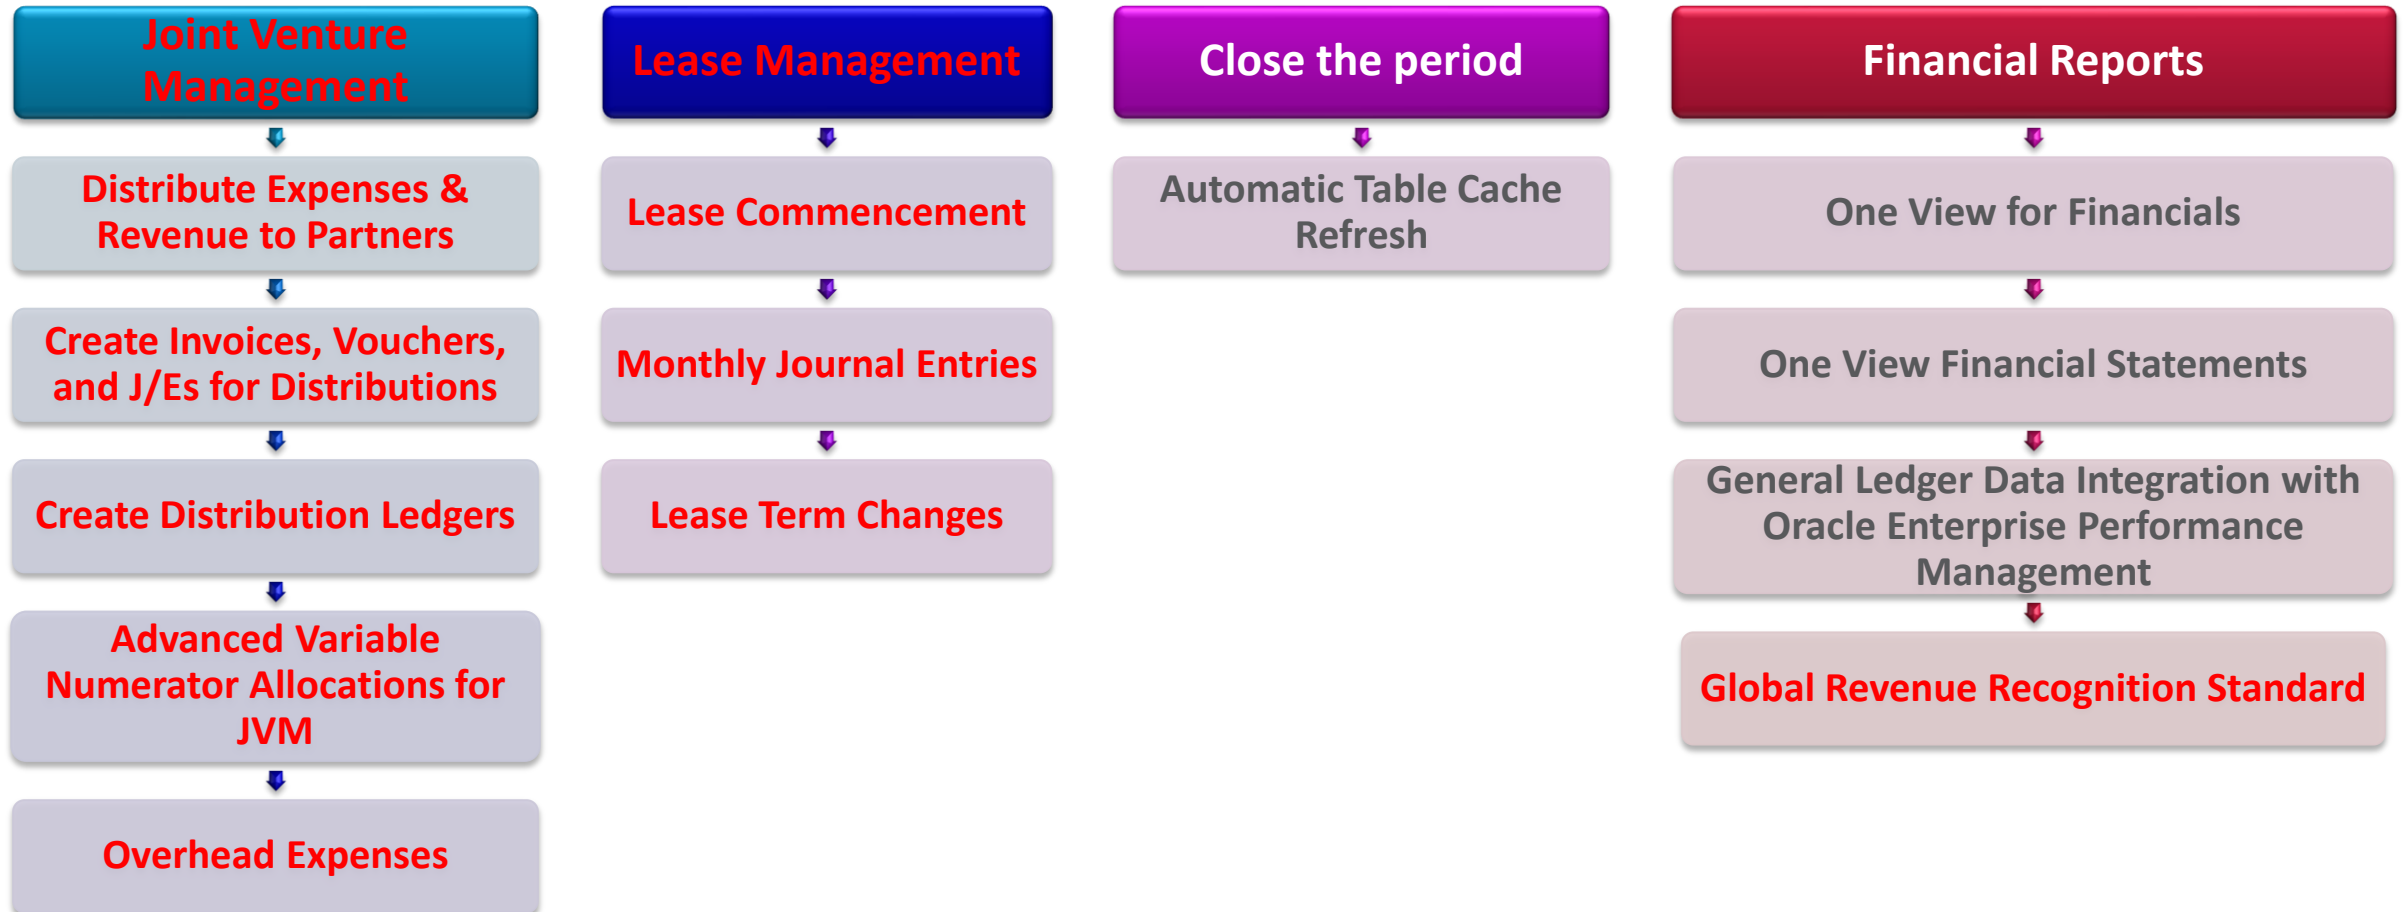 Joint Venture
Management
Distribute Expenses &
Revenue to Partners
Create Invoices, Vouchers,
and J/Es for Distributions
Create Distribution Ledgers
Advanced Variable
Numerator Allocations for
JVM
Overhead Expenses
Lease Management
Lease Commencement
Monthly Journal Entries
Lease Term Changes
Close the period
Automatic Table Cache
Refresh
Financial Reports
One View for Financials
One View Financial Statements
General Ledger Data Integration with
Oracle Enterprise Performance
Management
Global Revenue Recognition Standard